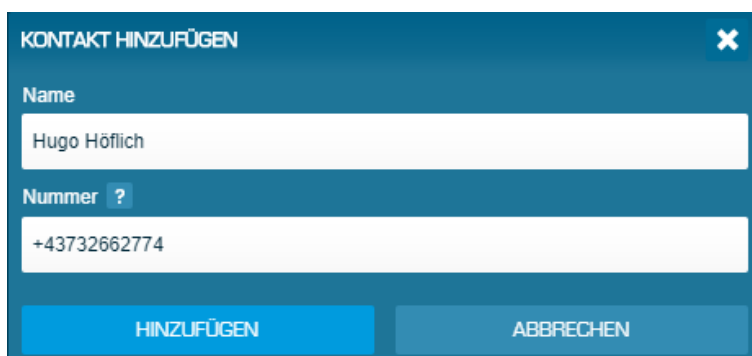 KONTAKT HINZUFÜGEN
Name
Hugo Höflich
Nummer ?
+43732662774
HINZUFÜGEN ABBRECHEN